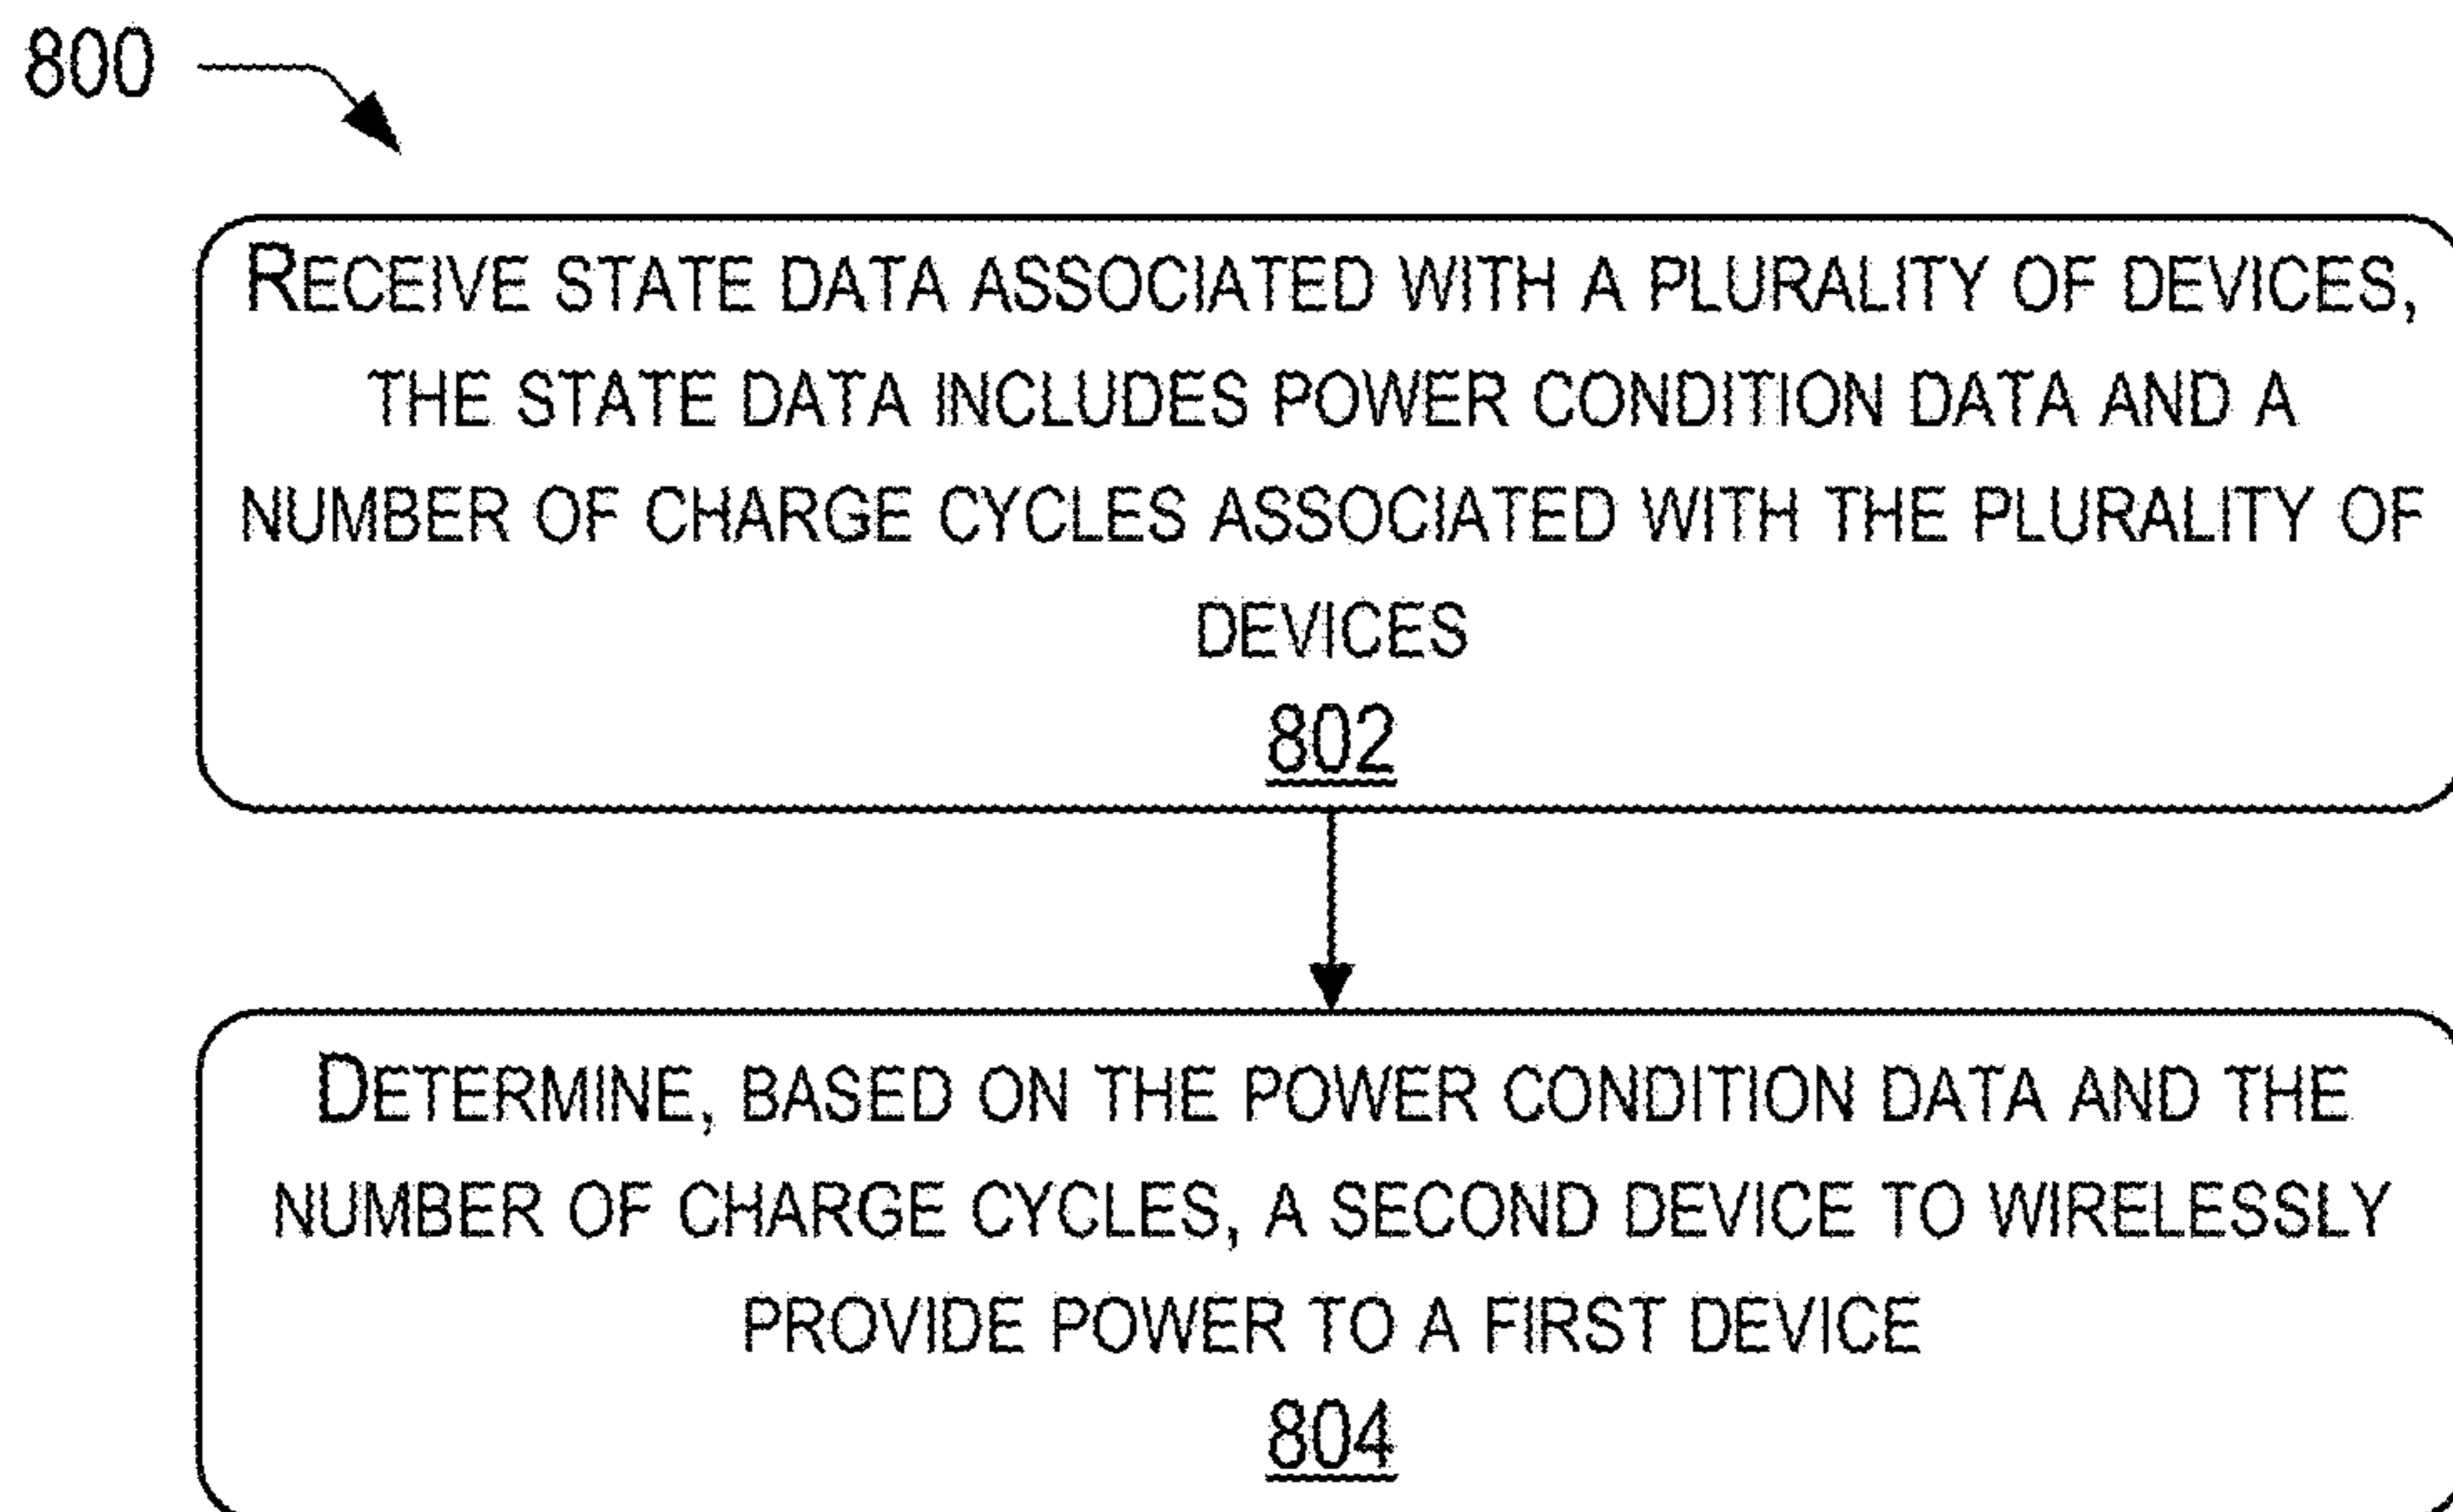 800
RECEIVE STATE DATA ASSOCIATED WITH A PLURALITY OF DEVICES,
THE STATE DATA INCLUDES POWER CONDITION DATA AND A
NUMBER OF CHARGE CYCLES ASSOCIATED WITH THE PLURALITY OF
DEVICES
802
DETERMINE, BASED ON THE POWER CONDITION DATA AND THE
NUMBER OF CHARGE CYCLES, A SECOND DEVICE TO WIRELESSLY
PROVIDE POWER TO A FIRST DEVICE
804